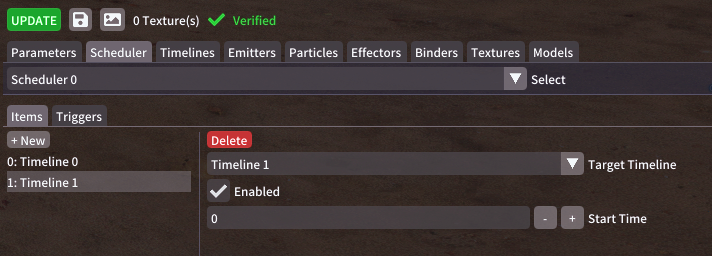 UPDATE 0 Texture(s) Verified
Parameters Scheduler Timelines Emitters Particles Effectors Binders Textures Models
Scheduler 0 Select
Items Triggers
+ New Delete
0: Timeline 0 Timeline 1 Target Timeline
1: Timeline 1 Enabled
0 - + Start Time